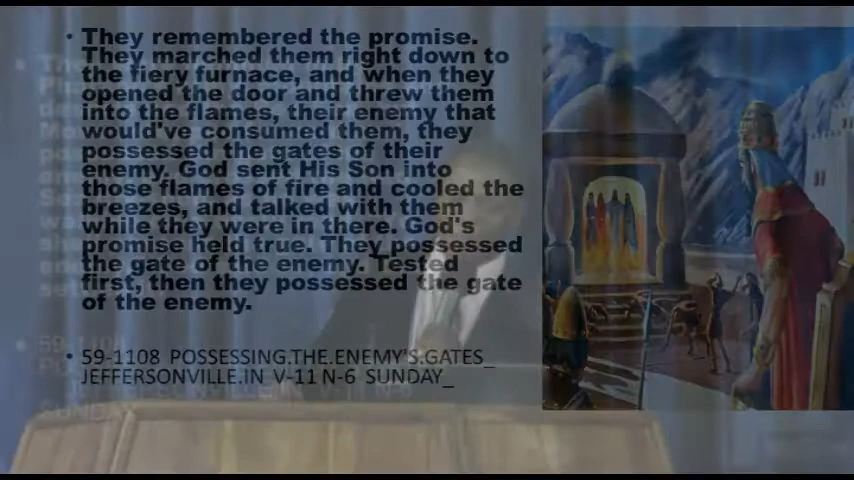 • They remembered the promise.
They marched them right down to
the fiery furnace, and when they
opened the door and threw them
into the flames, their enemy that
would've consumed them, they
possessed the gates of their
enemy. God sent His Son into
those flames of fire and cooled the
breezes, and talked with them
while they were in there. God's
promise held true. They possessed
the gate of the enemy. Tested
first, then they possessed the gate
of the enemy.
• 59-1108 POSSESSING.THE.ENEMY'S.GATES_
JEFFERSONVILLE.IN V-11 N-6 SUNDAY_